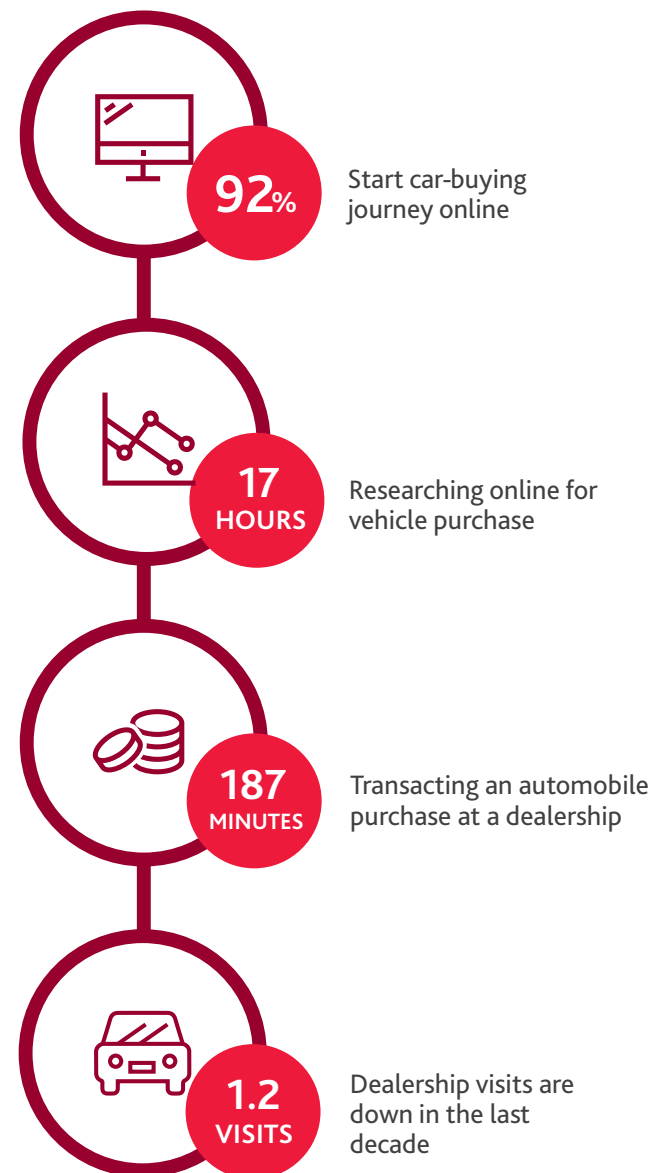 92%
Start car-buying
journey online
17
HOURS
Researching online for
vehicle purchase
187
MINUTES
Transacting an automobile
purchase at a dealership
1.2
VISITS
Dealership visits are
down in the last
decade